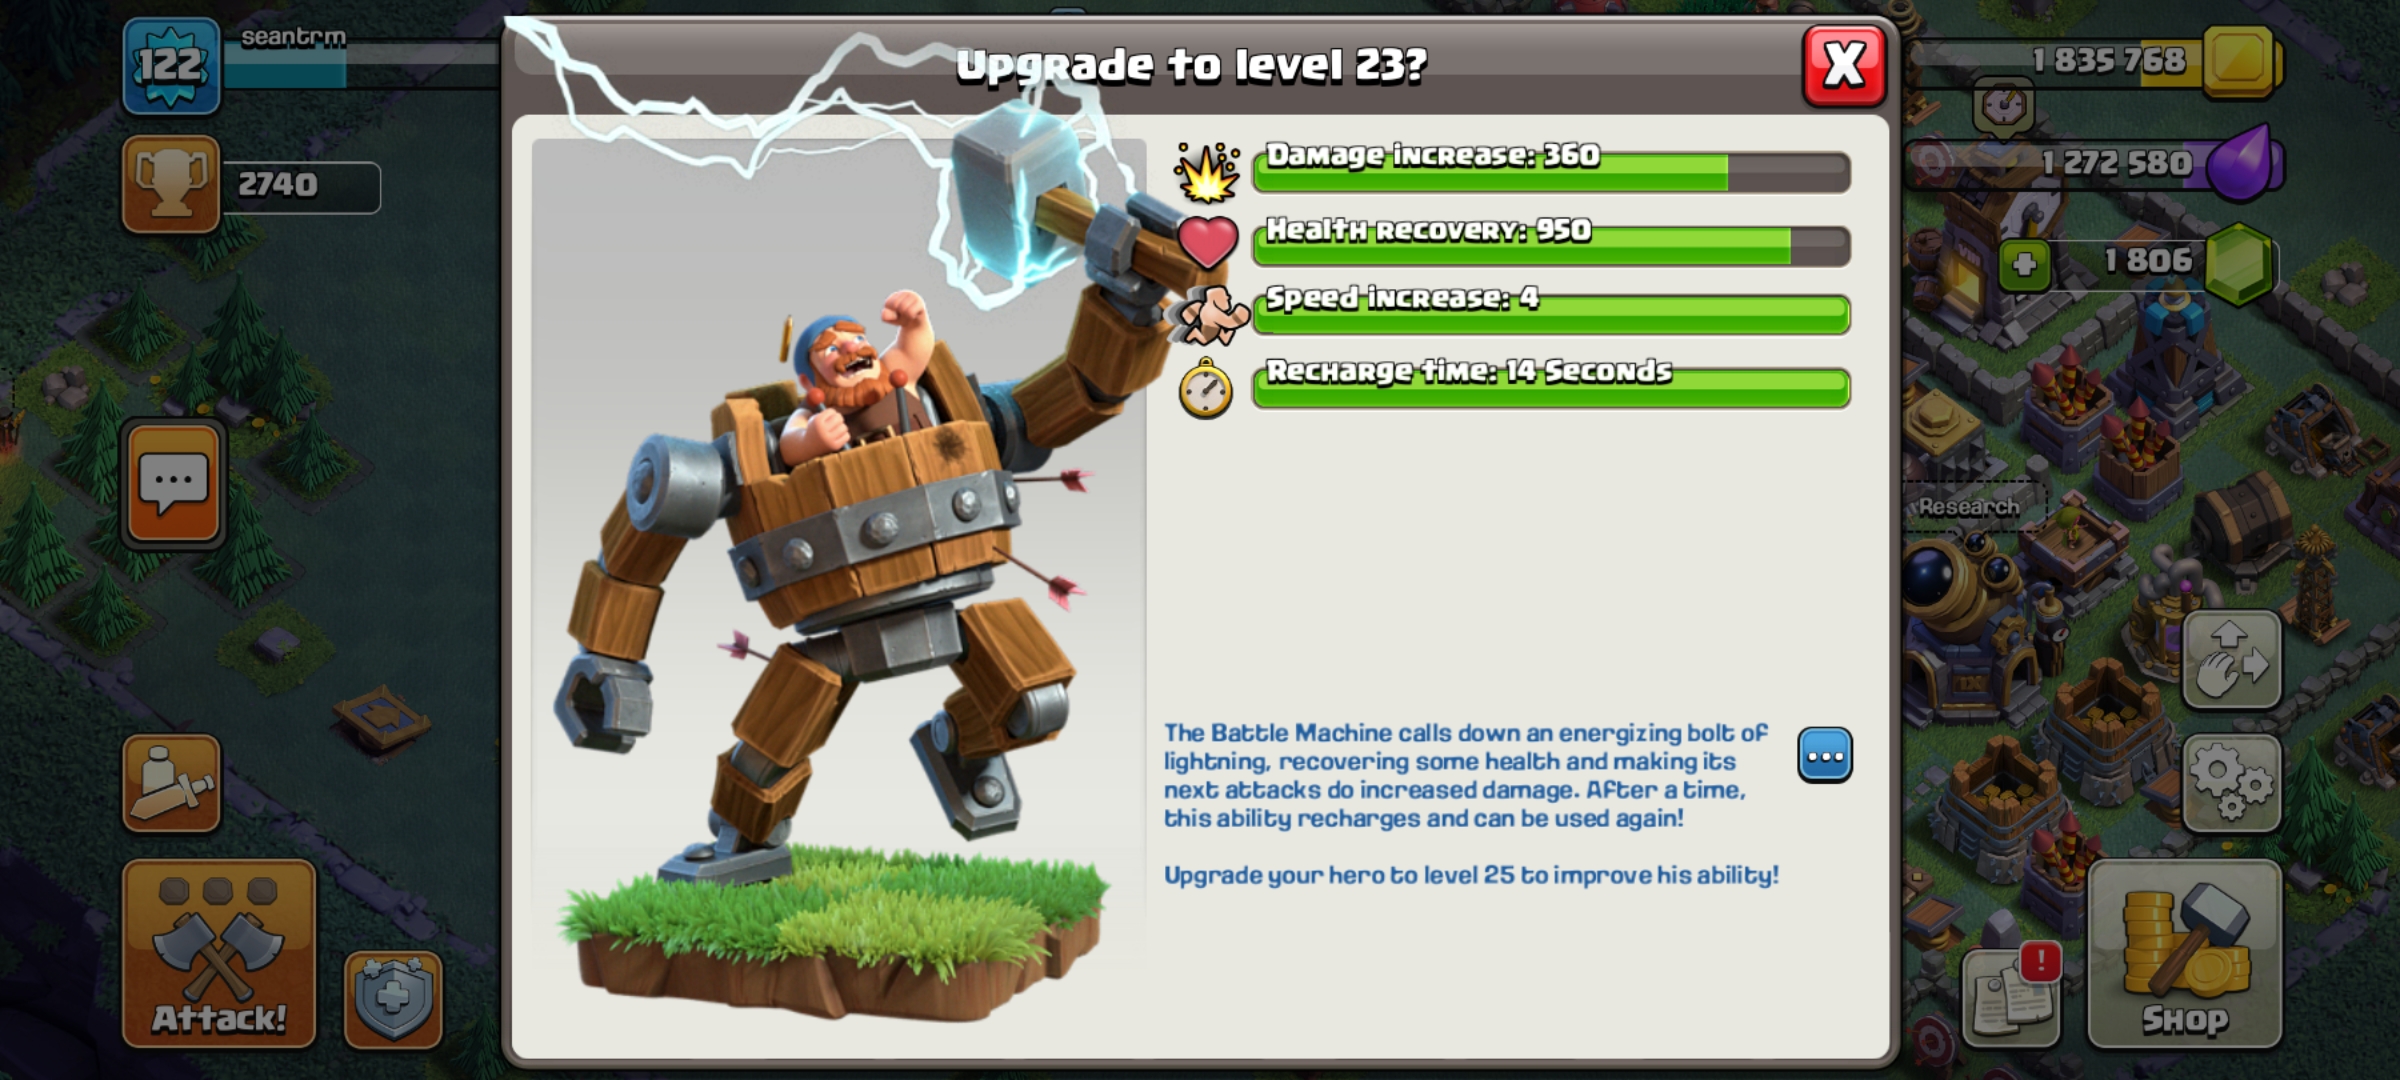 122
seantrm
2740
Upgrade to level 23?
X
Damage increase: 360
Health recovery: 950
Speed increase: 4
Recharge time: 14 Seconds
The Battle Machine calls down an energizing bolt of
lightning, recovering some health and making its
next attacks do increased damage. After a time,
this ability recharges and can be used again!
Upgrade your hero to level 25 to improve his ability!
1 835 768
1 272 580
1 806
Research
VIII
IX
Attack!
!
Shop